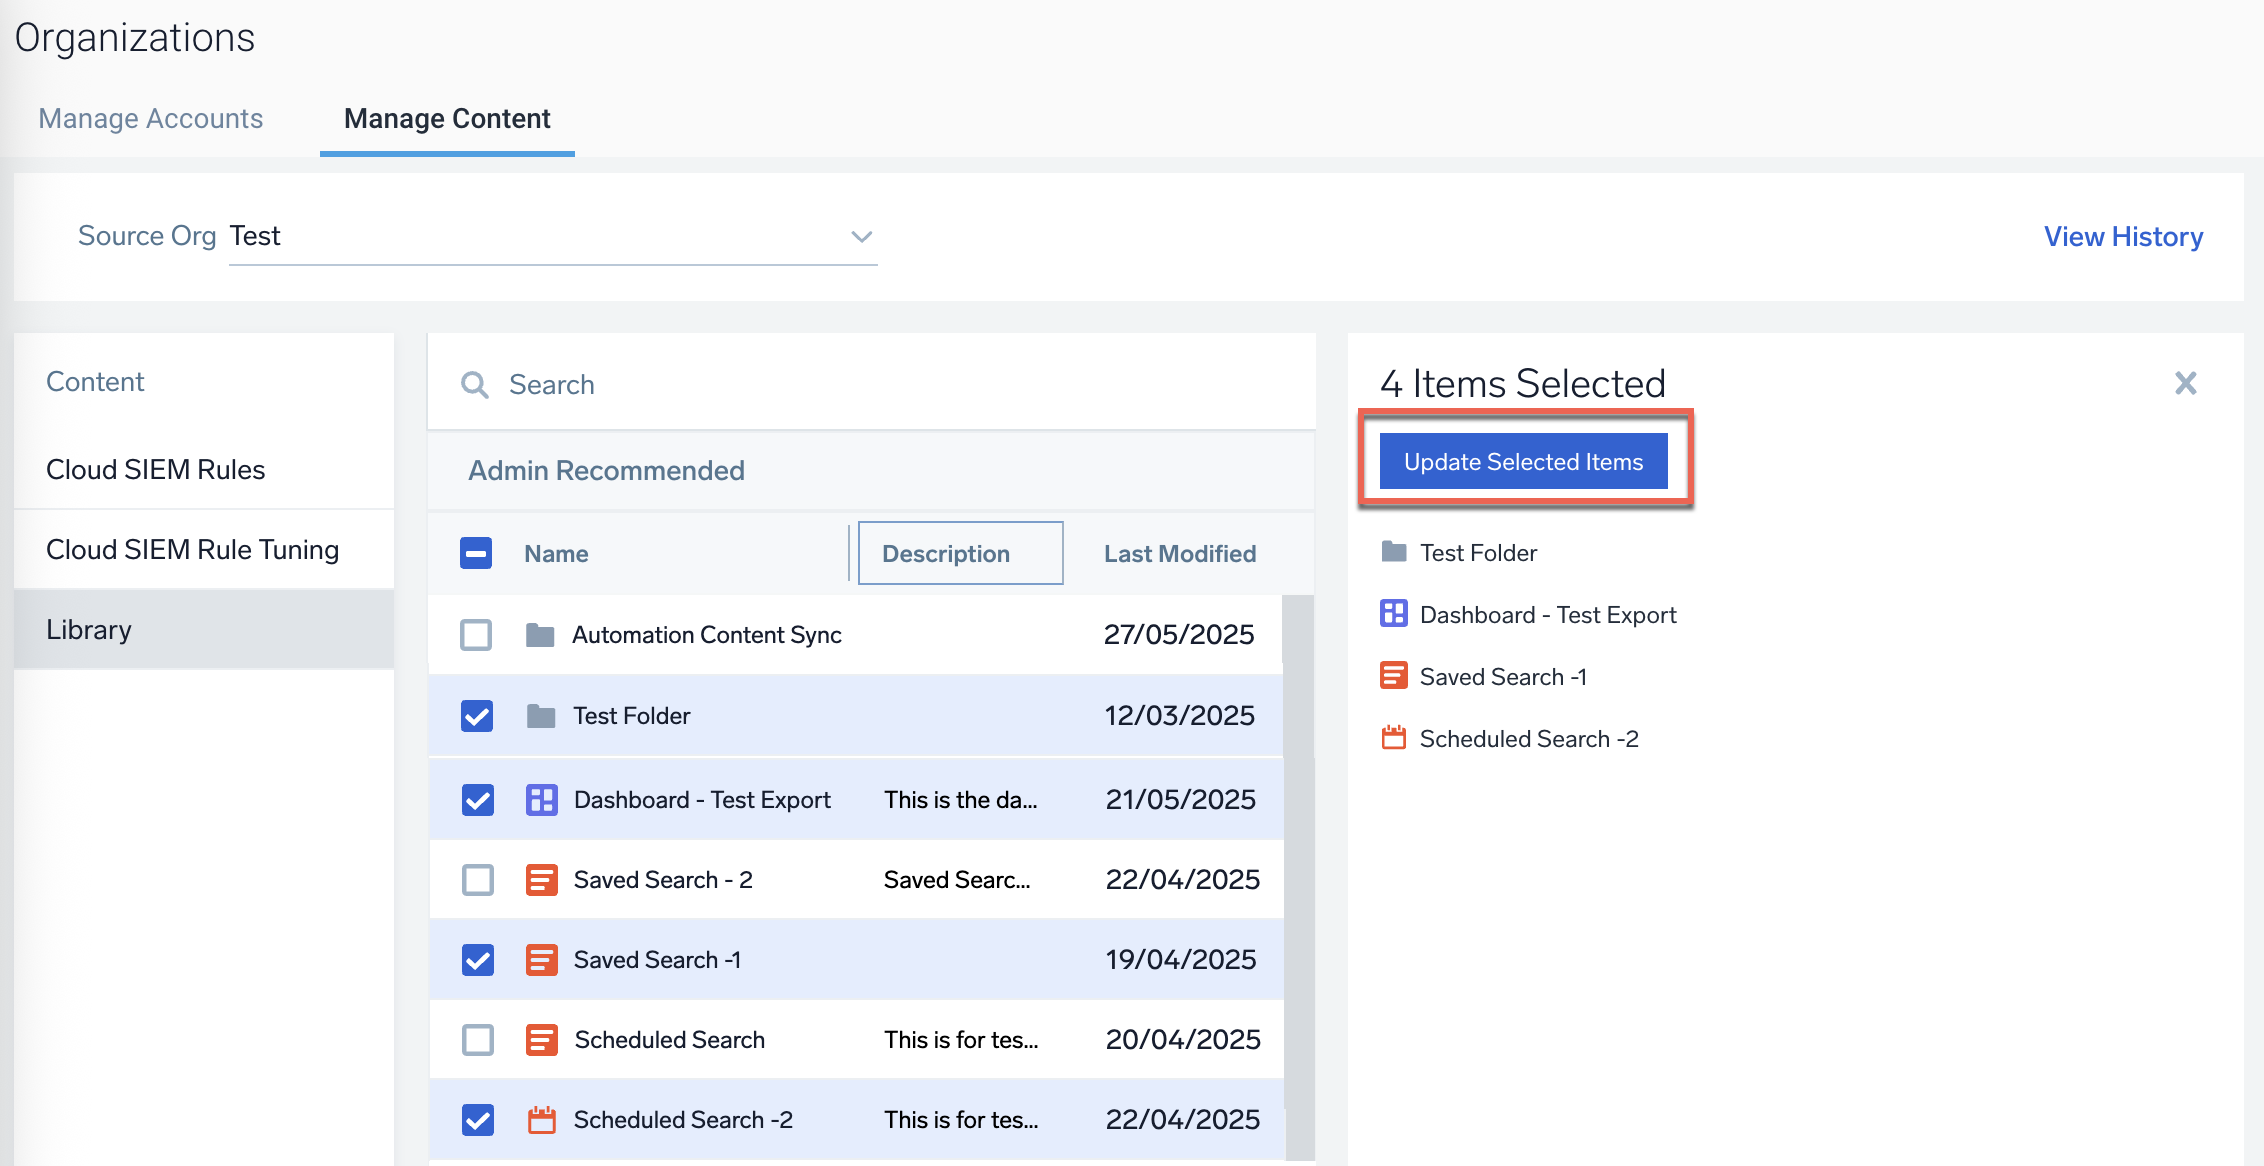 Organizations
Manage Accounts
Manage Content
Source Org Test
View History
Content
Cloud SIEM Rules
Cloud SIEM Rule Tuning
Library
Search
Admin Recommended
Name Description Last Modified
Automation Content Sync 27/05/2025
Test Folder 12/03/2025
Dashboard - Test Export This is the da... 21/05/2025
Saved Search - 2 Saved Searc... 22/04/2025
Saved Search -1 19/04/2025
Scheduled Search This is for tes... 20/04/2025
Scheduled Search -2 This is for tes... 22/04/2025
4 Items Selected
Update Selected Items
Test Folder
Dashboard - Test Export
Saved Search -1
Scheduled Search -2